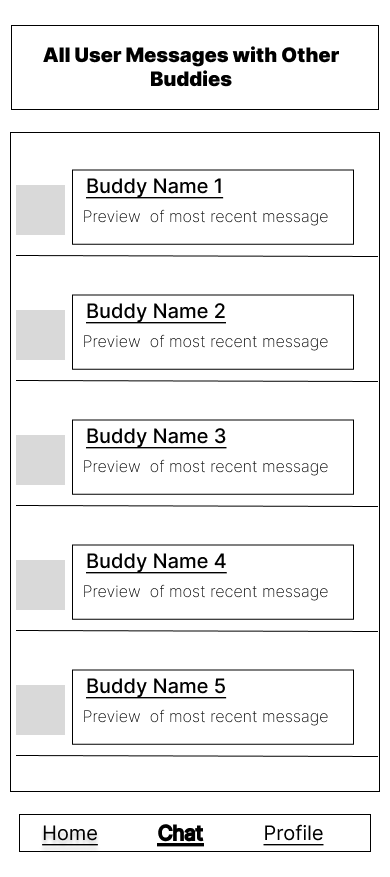 All User Messages with Other
Buddies
Buddy Name 1
Preview  of most recent message
Buddy Name 2
Preview  of most recent message
Buddy Name 3
Preview  of most recent message
Buddy Name 4
Preview  of most recent message
Buddy Name 5
Preview  of most recent message
Home Chat Profile